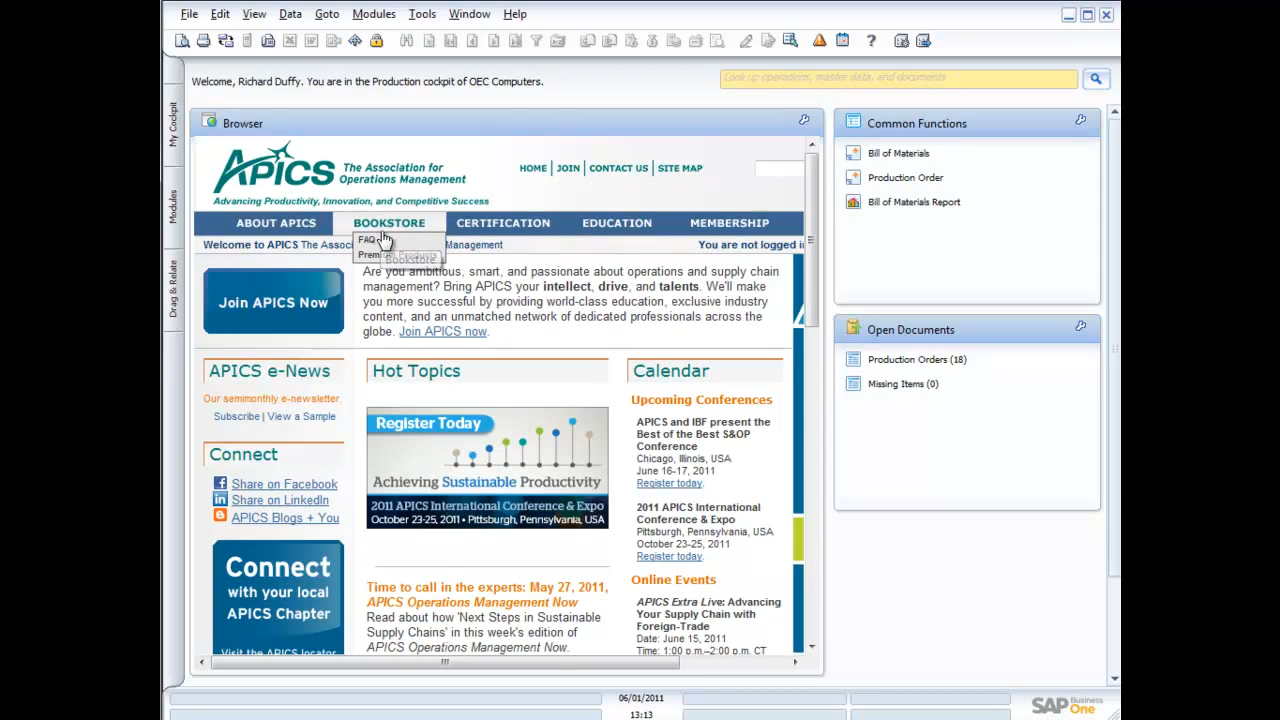 File Edit View Data Goto Modules Tools Window Help
Welcome, Richard Duffy. You are in the Production cockpit of OEC Computers.
Look up operations, master data, and documents
My Cockpit
Modules
Drag & Relate
Browser
APICS The Association for
Operations Management
Advancing Productivity, Innovation, and Competitive Success
HOME JOIN CONTACT US SITE MAP
ABOUT APICS BOOKSTORE CERTIFICATION EDUCATION MEMBERSHIP
Welcome to APICS The Associ Management You are not logged i
FAQ
Premium Products
Bookstore
Join APICS Now
Are you ambitious, smart, and passionate about operations and supply chain
management? Bring APICS your intellect, drive, and talents. We'll make
you more successful by providing world-class education, exclusive industry
content, and an unmatched network of dedicated professionals across the
globe. Join APICS now.
APICS e-News
Our semimonthly e-newsletter.
Subscribe | View a Sample
Connect
Share on Facebook
Share on LinkedIn
APICS Blogs + You
Connect
with your local
APICS Chapter
Visit the APICS locator
Hot Topics
Register Today
Achieving Sustainable Productivity
2011 APICS International Conference & Expo
October 23-25, 2011 • Pittsburgh, Pennsylvania, USA
Time to call in the experts: May 27, 2011,
APICS Operations Management Now
Read about how 'Next Steps in Sustainable
Supply Chains' in this week's edition of
APICS Operations Management Now.
Calendar
Upcoming Conferences
APICS and IBF present the
Best of the Best S&OP
Conference
Chicago, Illinois, USA
June 16-17, 2011
Register today.
2011 APICS International
Conference & Expo
Pittsburgh, Pennsylvania, USA
October 23-25, 2011
Register today.
Online Events
APICS Extra Live: Advancing
Your Supply Chain with
Foreign-Trade
Date: June 15, 2011
Time: 1:00 p.m.–2:00 p.m. CT
Common Functions
Bill of Materials
Production Order
Bill of Materials Report
Open Documents
Production Orders (18)
Missing Items (0)
06/01/2011
13:13
SAP Business One